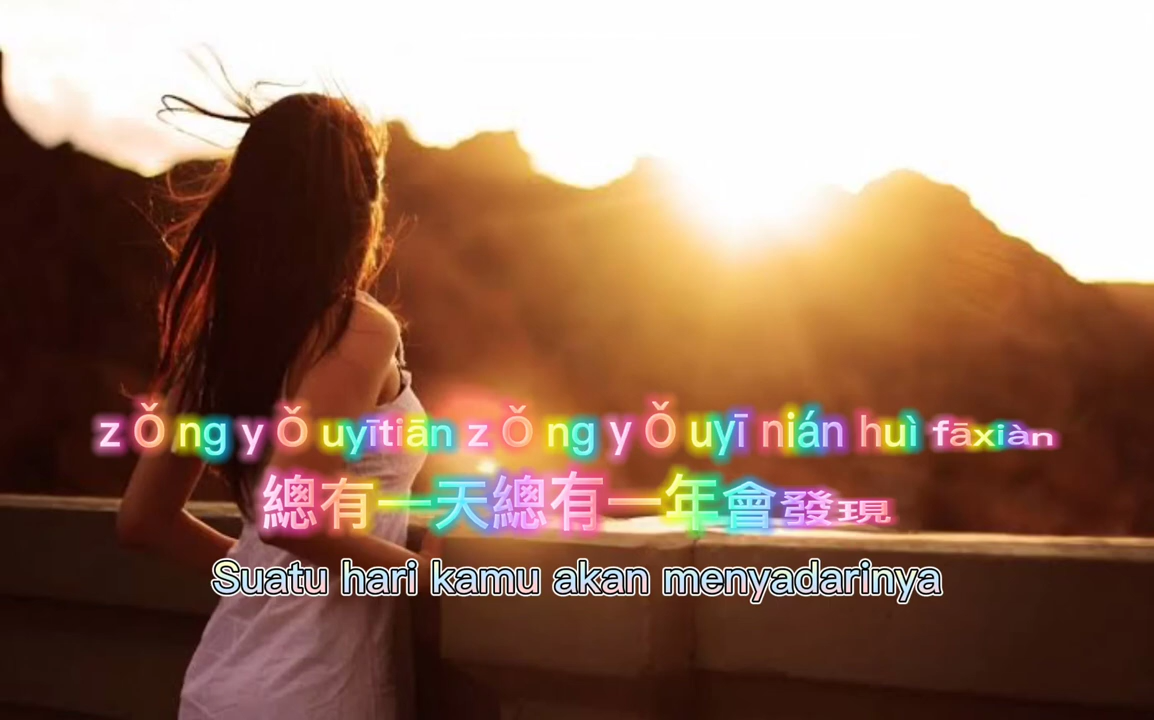 zǒng yǒuyītiān zǒng yǒuyī nián huì fāxiàn
總有一天總有一年會發現
Suatu hari kamu akan menyadarinya